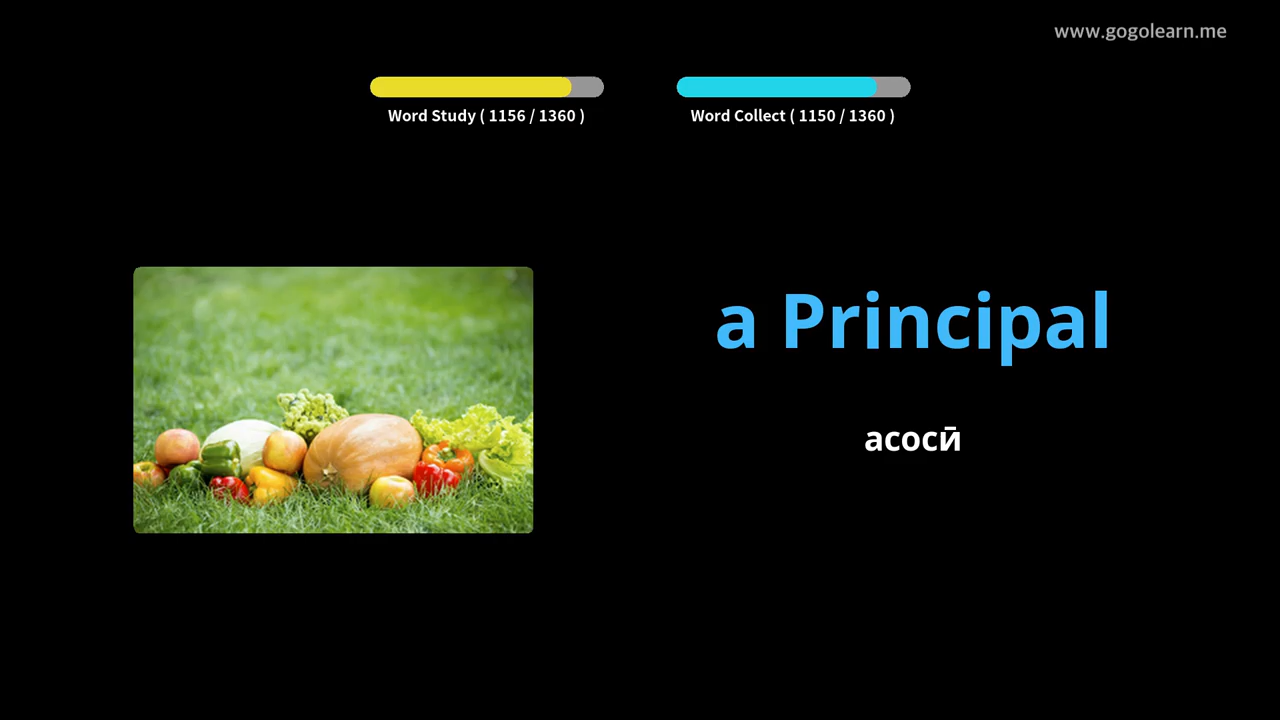 www.gogolearn.me
Word Study ( 1156 / 1360 )
Word Collect ( 1150 / 1360 )
a Principal
асосӣ